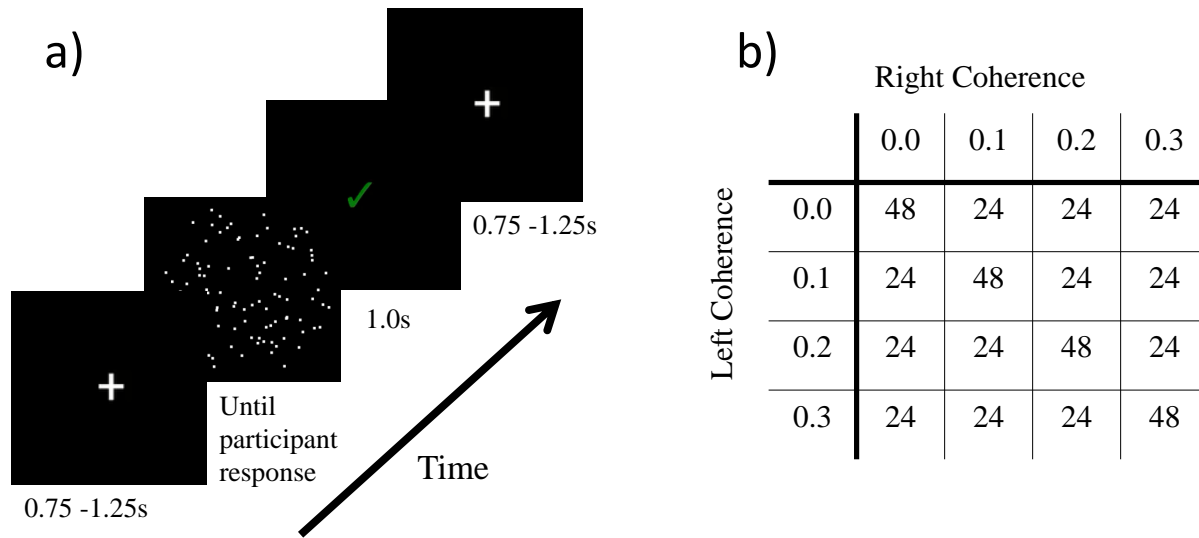 a)
0.75 -1.25s
Until
participant
response
1.0s
0.75 -1.25s
Time
b)
Right Coherence
Left Coherence
0.0 0.1 0.2 0.3
0.0 48 24 24 24
0.1 24 48 24 24
0.2 24 24 48 24
0.3 24 24 24 48